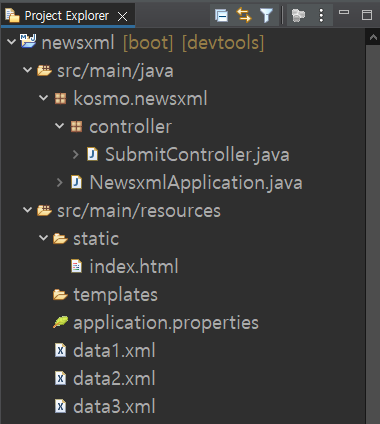 Project Explorer
newsxml [boot] [devtools]
src/main/java
kosmo.newsxml
controller
SubmitController.java
NewsxmlApplication.java
src/main/resources
static
index.html
templates
application.properties
data1.xml
data2.xml
data3.xml